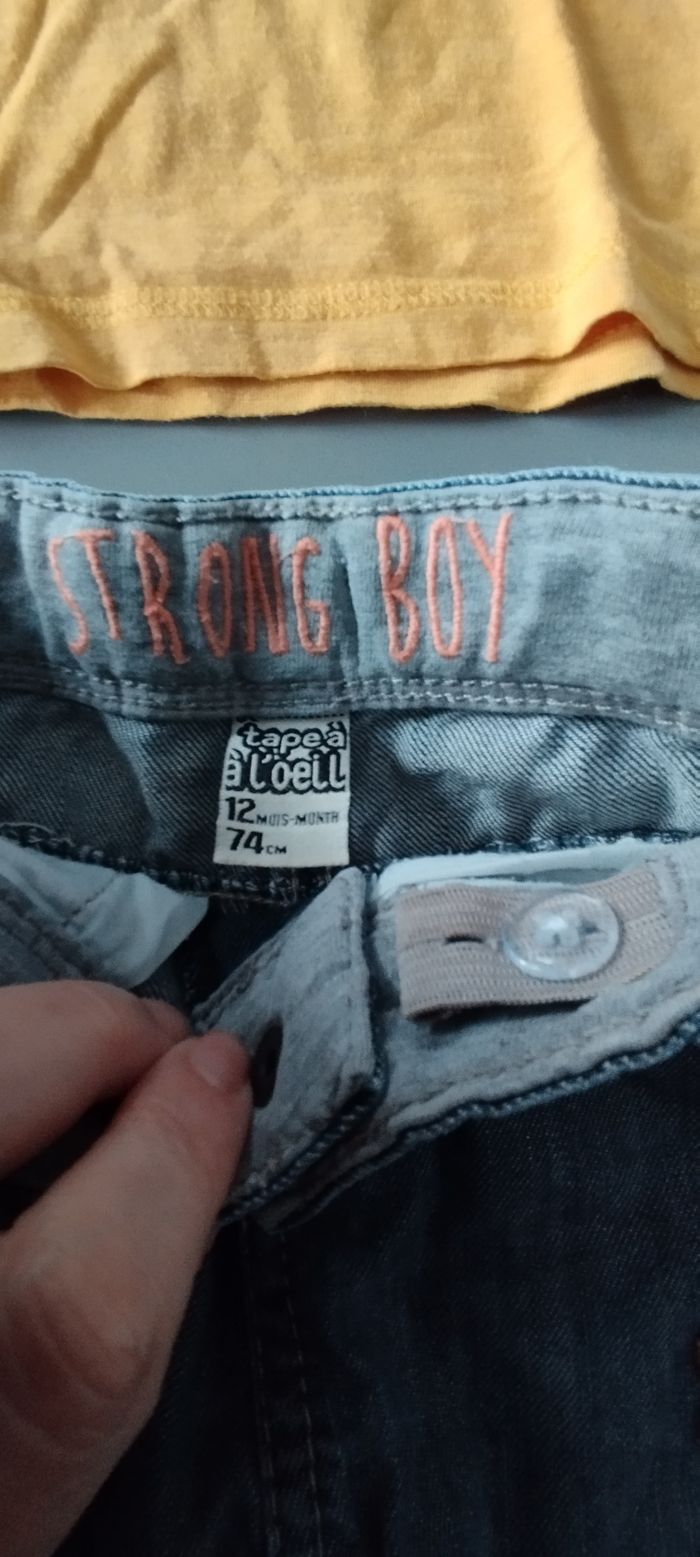 STRONG BOY
tape à
à l'oeil
12 MOIS-MONTH
74 CM